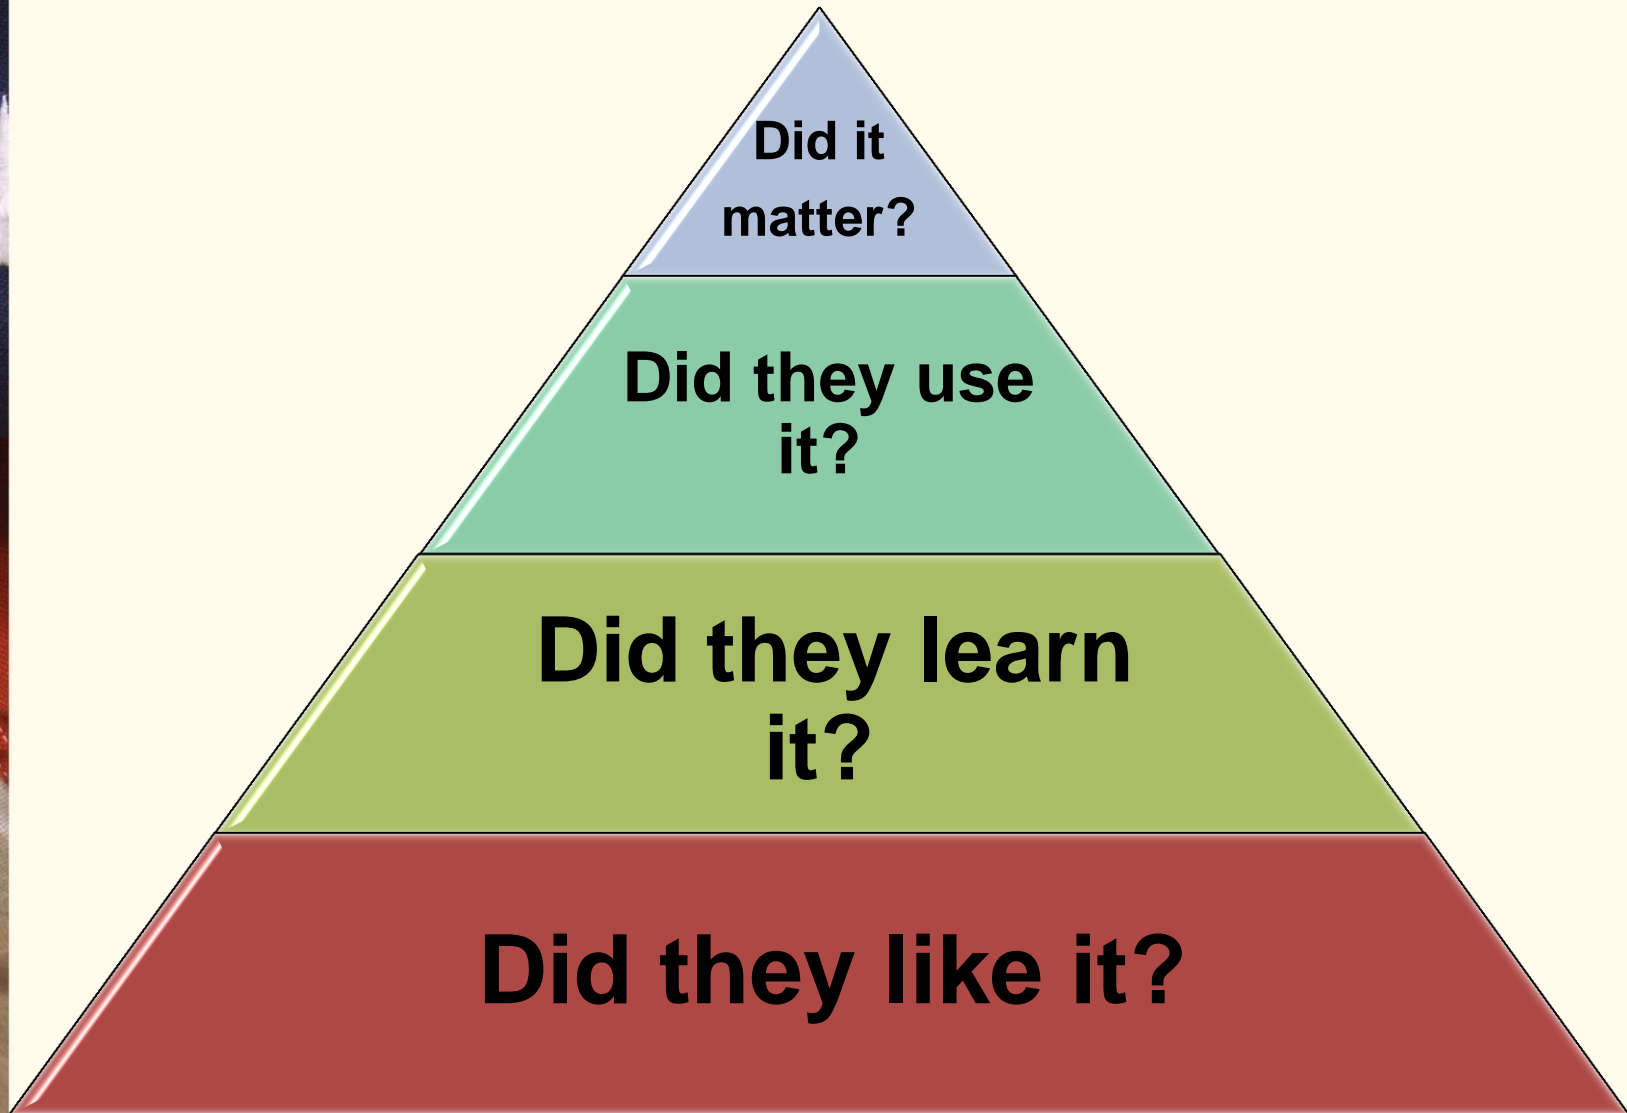 Did it
matter?
Did they use
it?
Did they learn
it?
Did they like it?